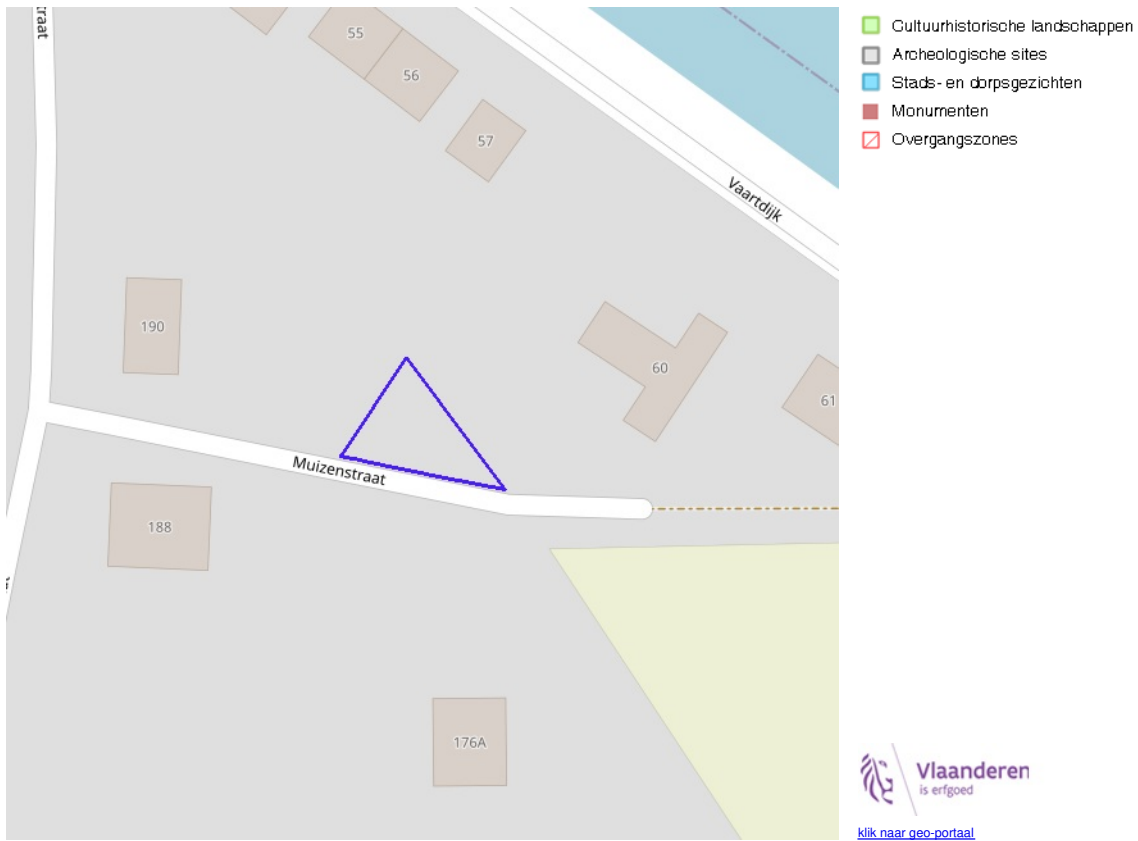 55
56
57
Vaartdijk
190
60
61
Muizenstraat
188
176A
Cultuurhistorische landschappen
Archeologische sites
Stads- en dorpsgezichten
Monumenten
Overgangszones
Vlaanderen
is erfgoed
klik naar geo-portaal